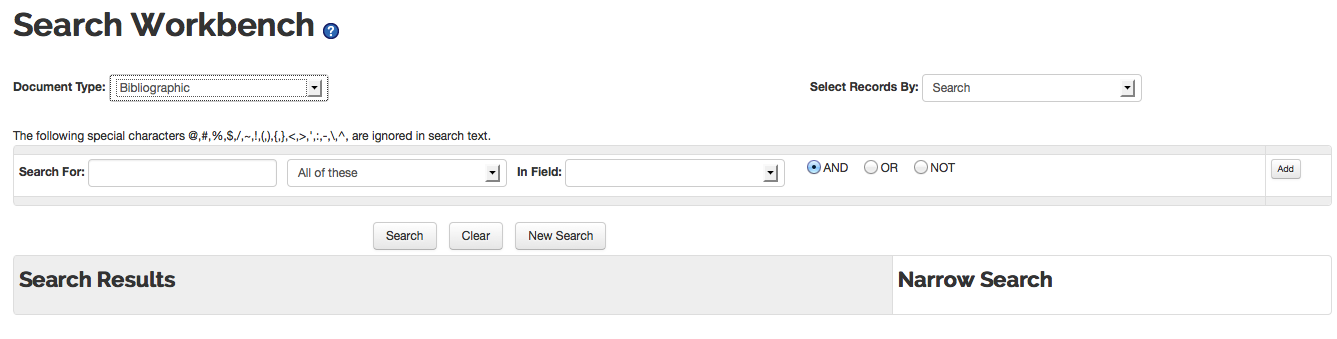 Search Workbench ?
Document Type: Bibliographic Select Records By: Search
The following special characters @,#,%,$,/,~,!,(,),{,},<,>,',:,-,\,^, are ignored in search text.
Search For: All of these In Field: AND OR NOT Add
Search Clear New Search
Search Results Narrow Search